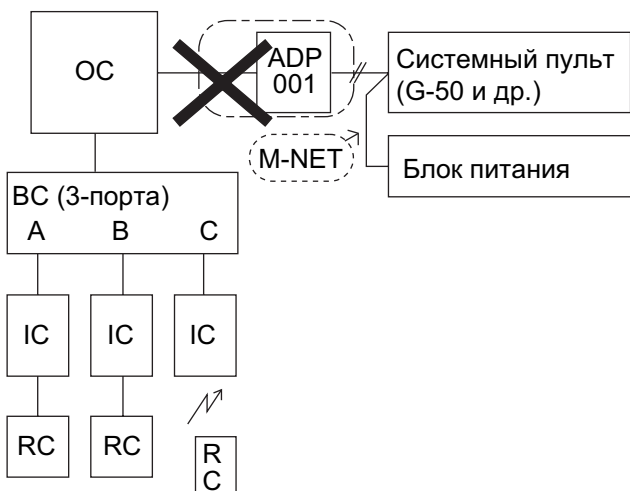 OC
ADP
001
Системный пульт
(G-50 и др.)
M-NET
Блок питания
BC (3-порта)
A B C
IC IC IC
RC RC
R
C